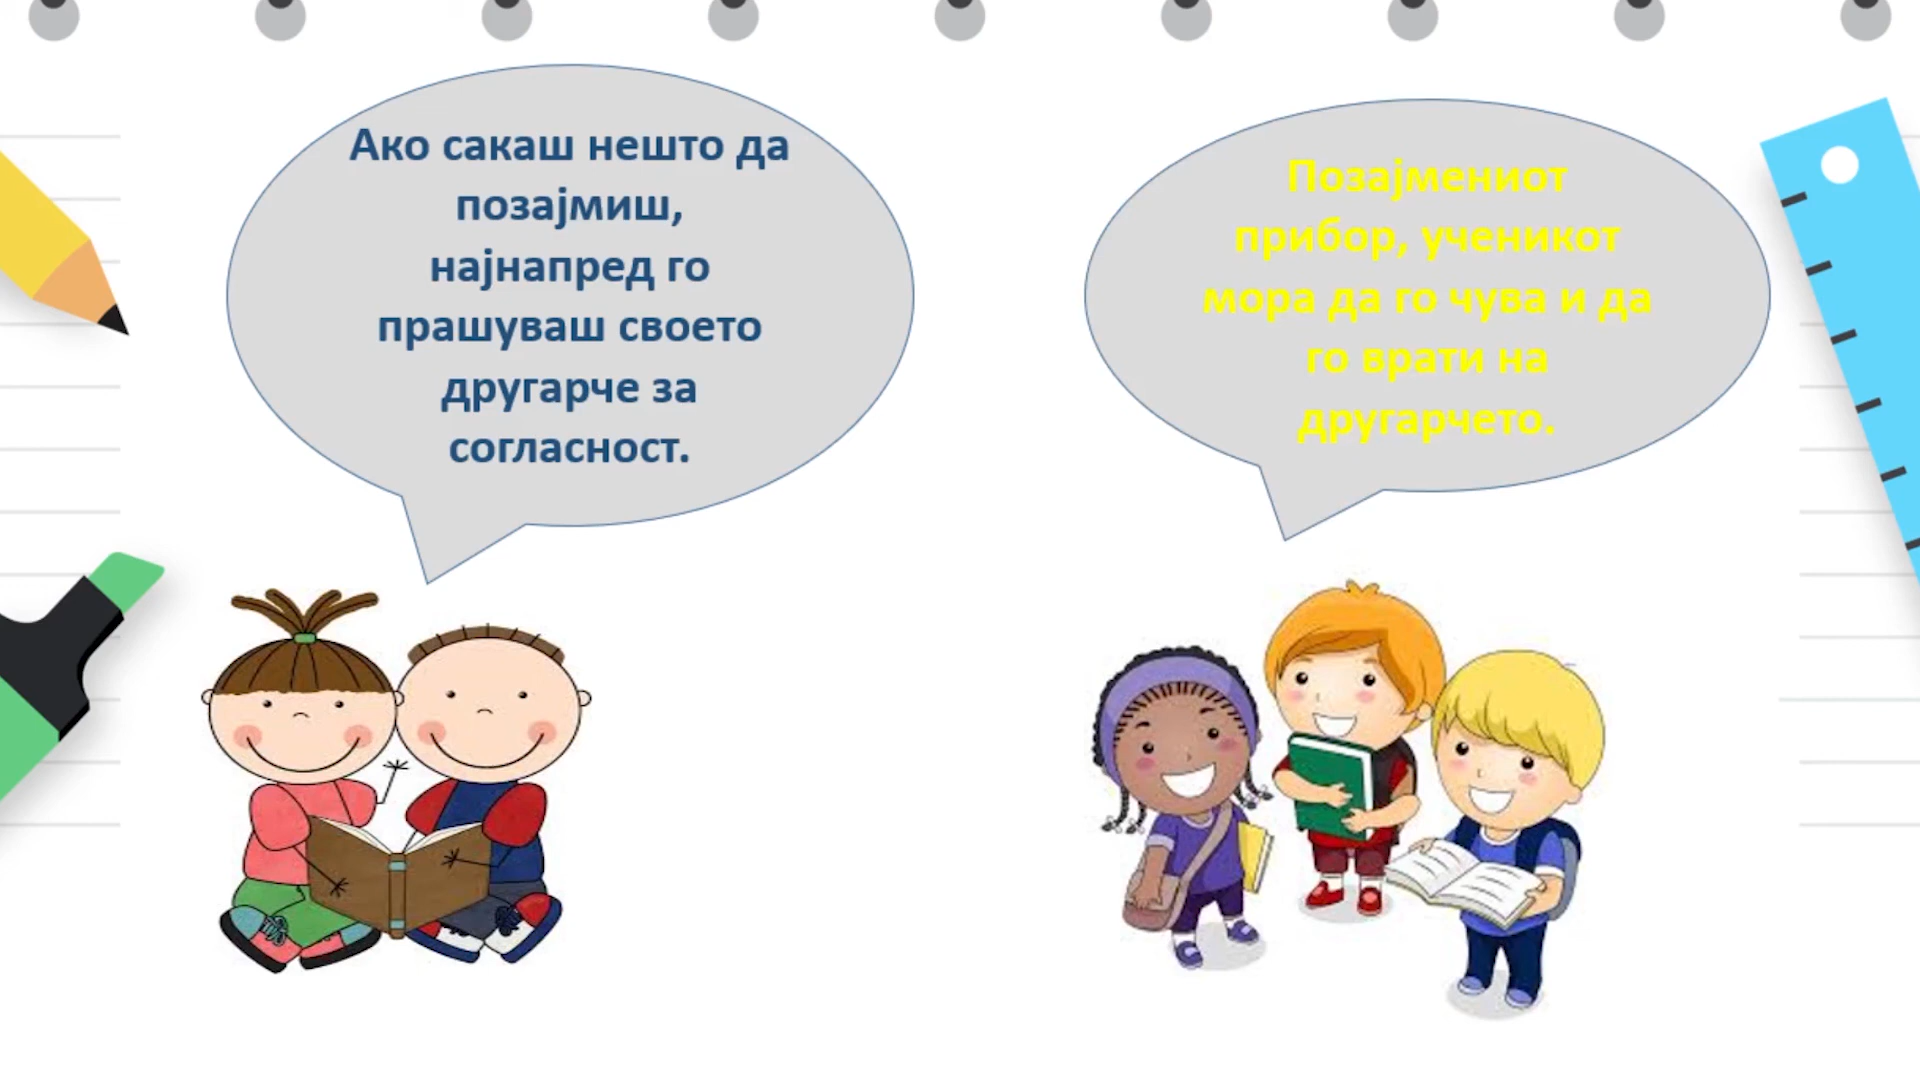 Ако сакаш нешто да
позајмиш,
најнапред го
прашуваш своето
другарче за
согласност.
Позајмениот
прибор, ученикот
мора да го чува и да
го врати на
другарчето.